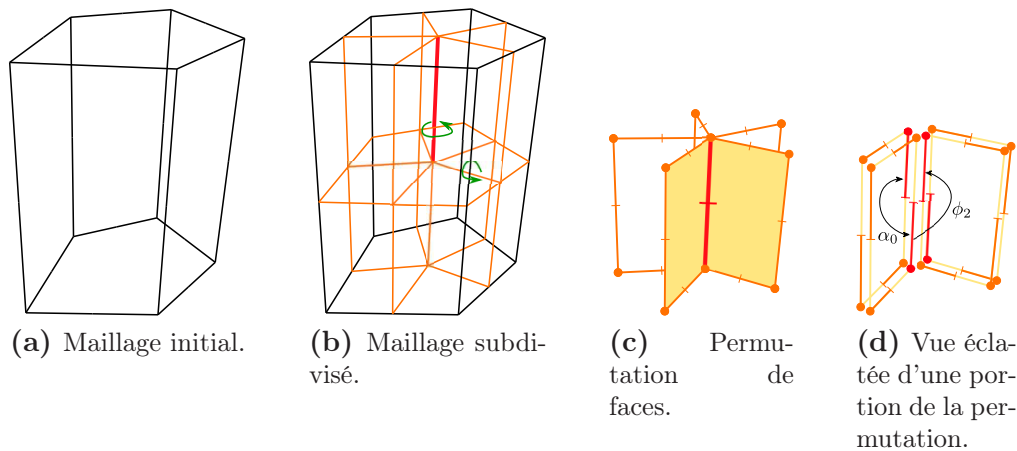 α₀
ϕ₂
(a) Maillage initial.
(b) Maillage subdi-
visé.
(c) Permu-
tation de
faces.
(d) Vue écla-
tée d'une por-
tion de la per-
mutation.